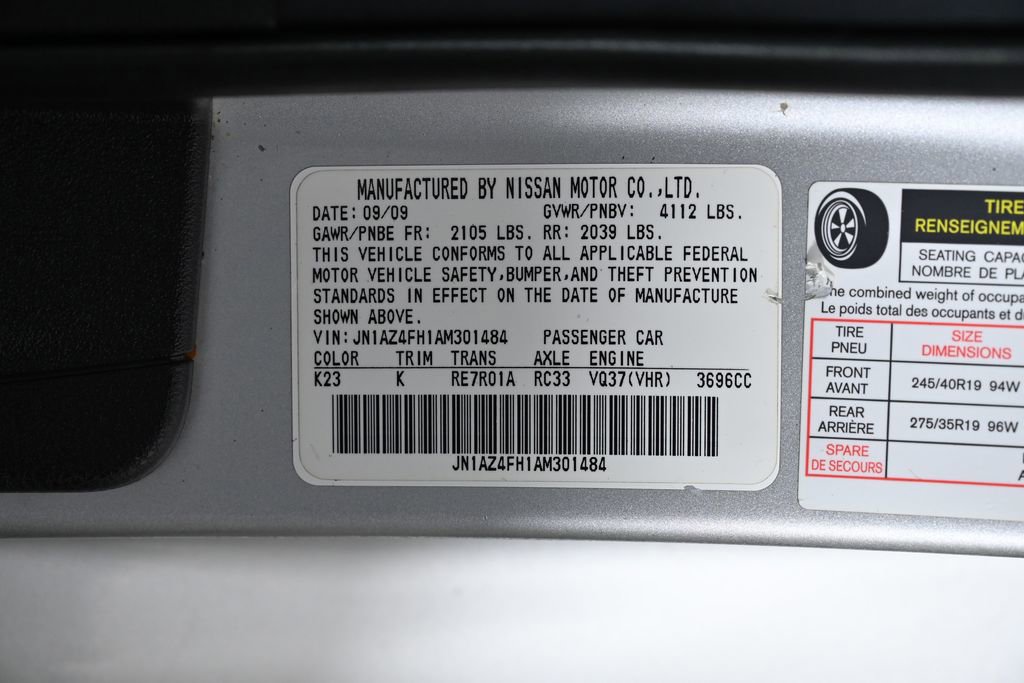 MANUFACTURED BY NISSAN MOTOR CO.,LTD.
DATE: 09/09 GVWR/PNBV: 4112 LBS.
GAWR/PNBE FR: 2105 LBS. RR: 2039 LBS.
THIS VEHICLE CONFORMS TO ALL APPLICABLE FEDERAL
MOTOR VEHICLE SAFETY,BUMPER,AND THEFT PREVENTION
STANDARDS IN EFFECT ON THE DATE OF MANUFACTURE
SHOWN ABOVE.
VIN: JN1AZ4FH1AM301484 PASSENGER CAR
COLOR TRIM TRANS AXLE ENGINE
K23 K RE7R01A RC33 VQ37(VHR) 3696CC
JN1AZ4FH1AM301484
TIRE
RENSEIGNEM
SEATING CAPAC
NOMBRE DE PLA
he combined weight of occupa
Le poids total des occupants et d
TIRE SIZE
PNEU DIMENSIONS
FRONT
AVANT 245/40R19 94W
REAR
ARRIÈRE 275/35R19 96W
SPARE
DE SECOURS